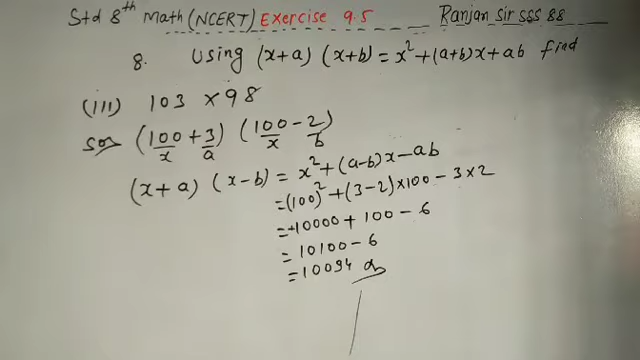 Std 8th Math (NCERT) Exercise 9.5 Ranjan Sir SSS 88
8. Using (x+a) (x+b) = x²+(a+b)x+ab find
(iii) 103 × 98
Sol (100+3) (100-2)
x a x b
(x+a) (x-b) = x²+(a-b)x-ab
=(100)²+(3-2)×100-3×2
=10000+100-6
=10100-6
=10094